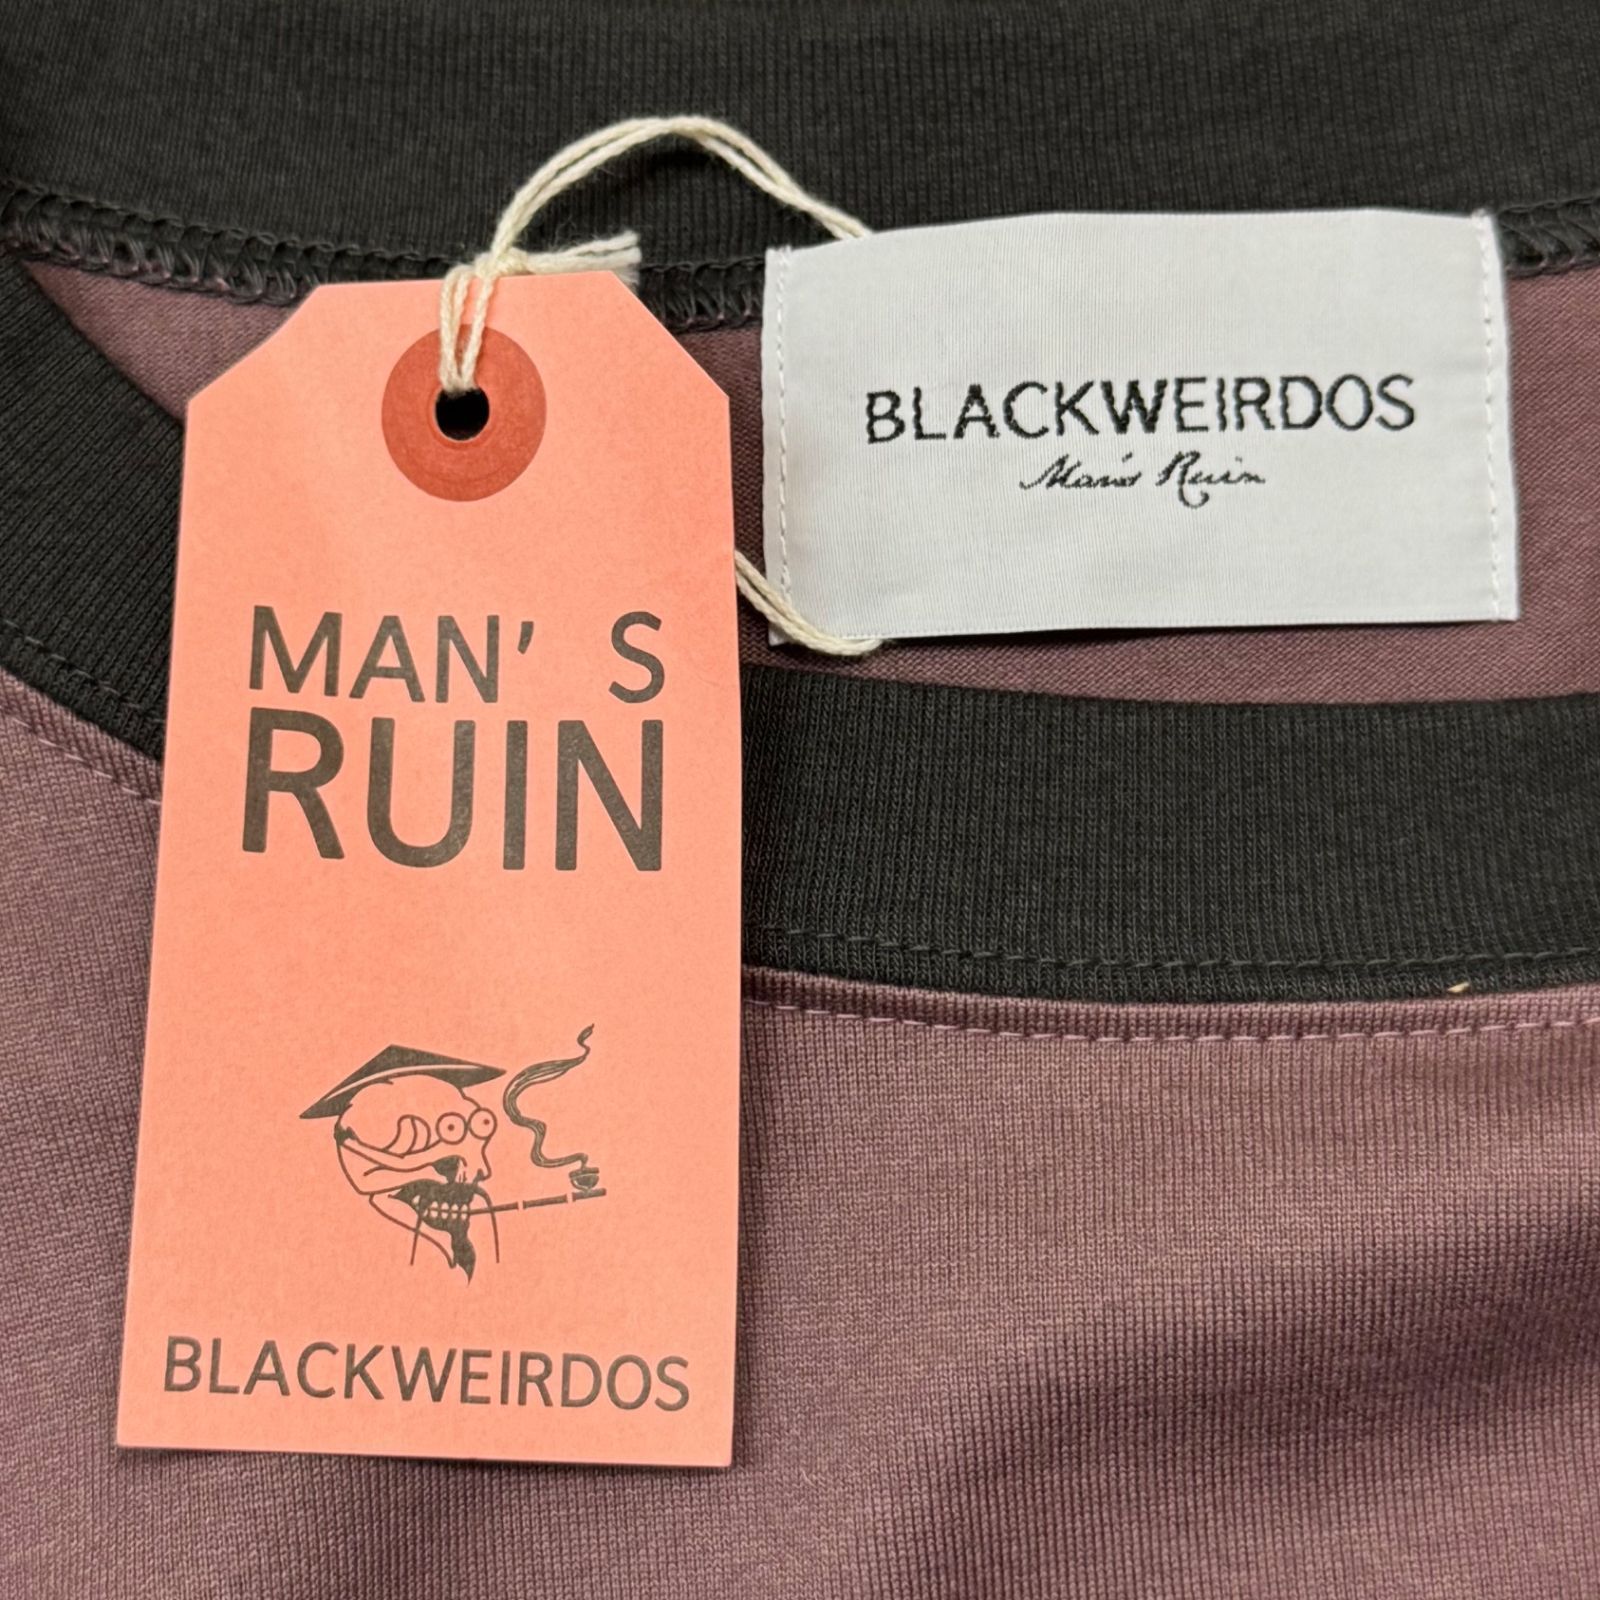 BLACKWEIRDOS
Man's Ruin
MAN' S
RUIN
BLACKWEIRDOS